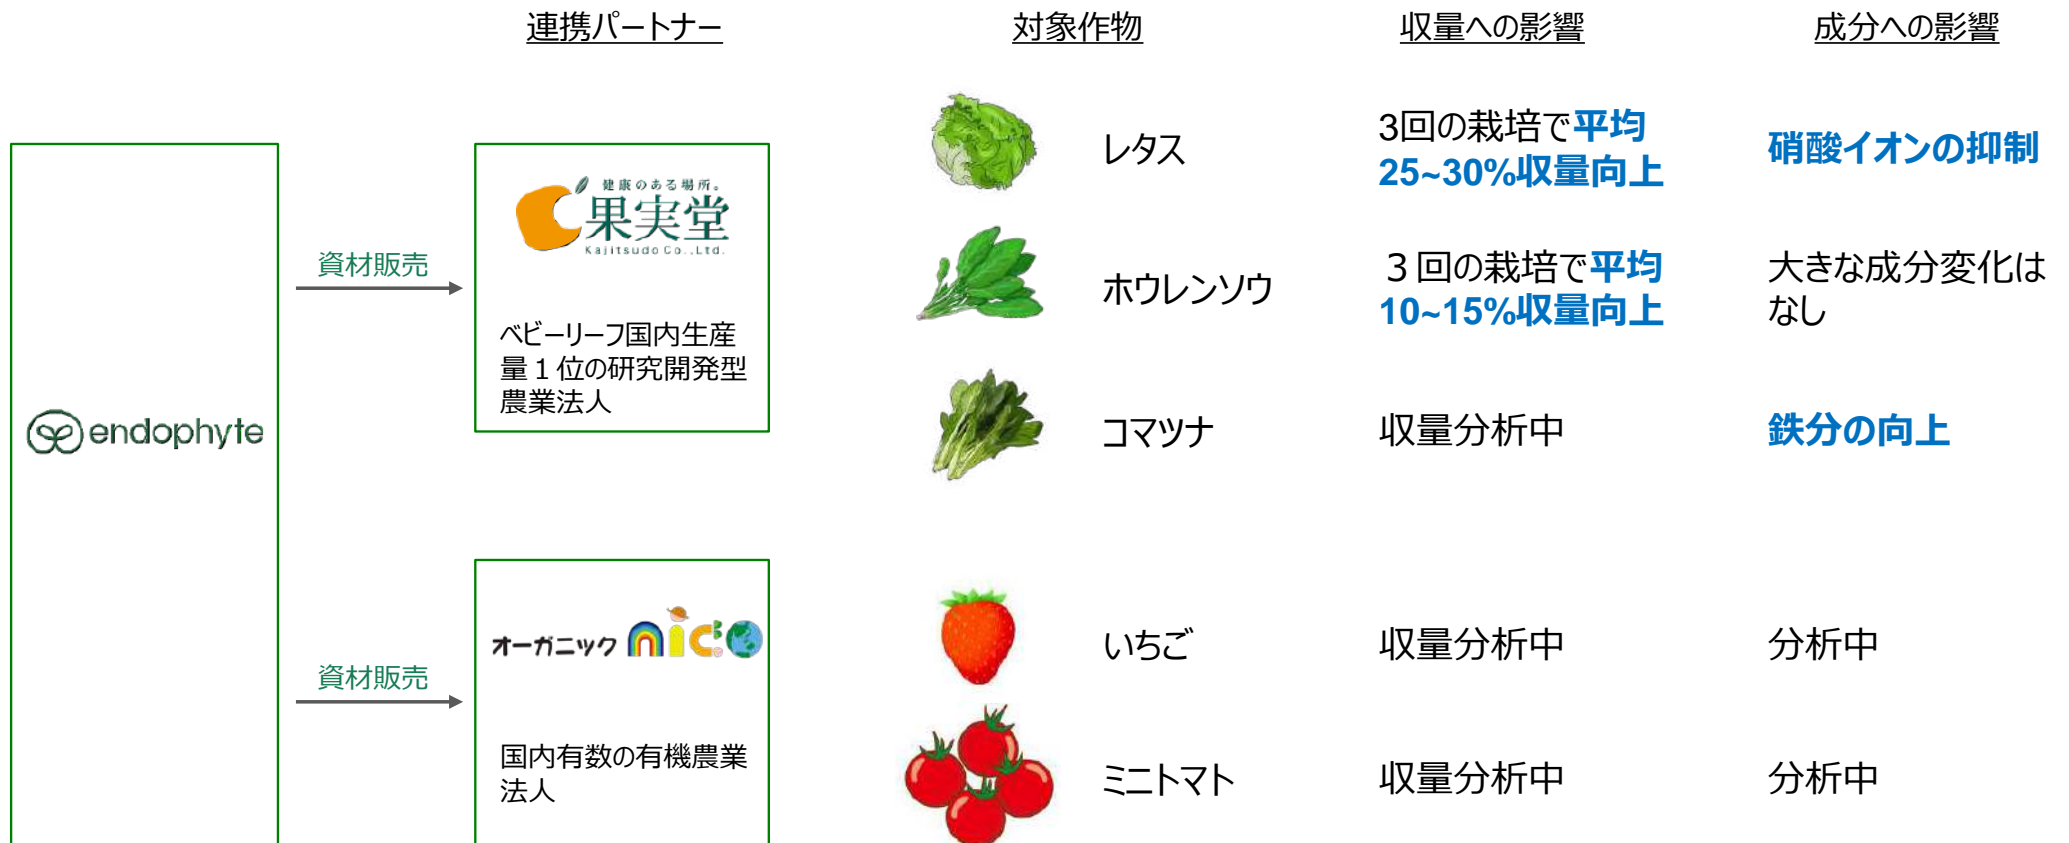 連携パートナー
対象作物
収量への影響
成分への影響
endophyte
資材販売
健康のある場所。
果実堂
Kajitsudo Co.,Ltd.
ベビーリーフ国内生産
量１位の研究開発型
農業法人
レタス
3回の栽培で平均
25~30%収量向上
硝酸イオンの抑制
ホウレンソウ
３回の栽培で平均
10~15%収量向上
大きな成分変化は
なし
コマツナ
収量分析中
鉄分の向上
資材販売
オーガニック nico
国内有数の有機農業
法人
いちご
収量分析中
分析中
ミニトマト
収量分析中
分析中